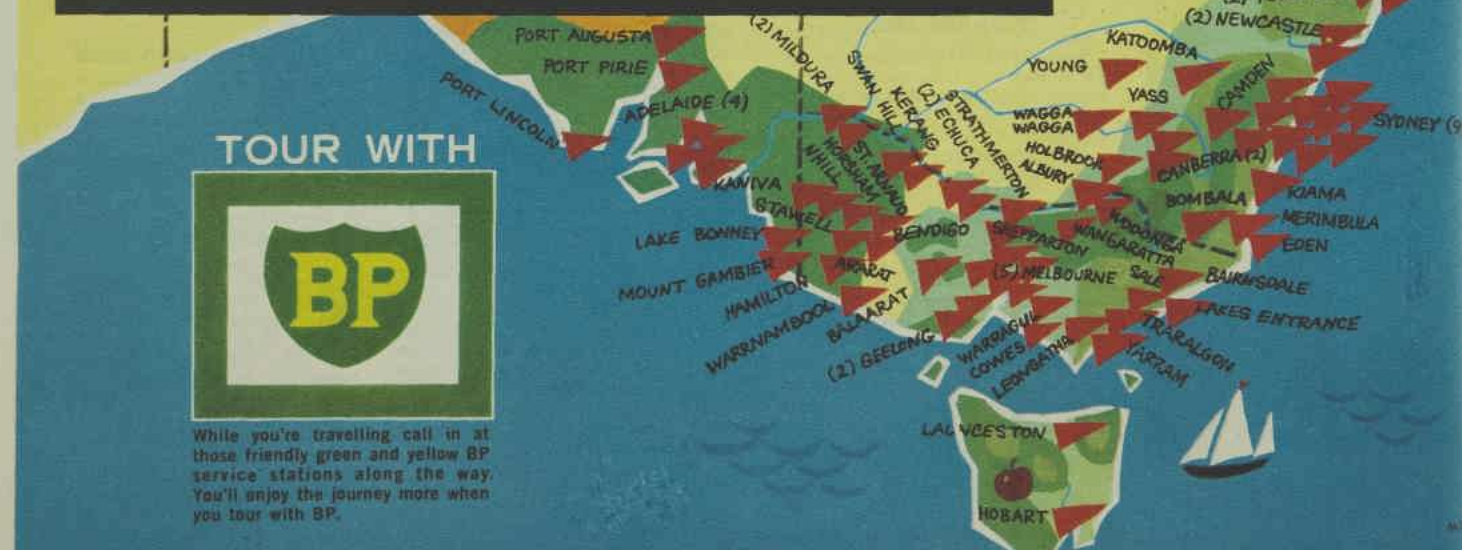 (2) NEWCASTLE
KATOOMBA
PORT AUGUSTA
(2) MILDURA
YOUNG
PORT PIRIE
SWAN HILL
KERANG
(2) ECHUCA
STRATHMERTON
YASS
CAMDEN
PORT LINCOLN
ADELAIDE (4)
WAGGA
WAGGA
SYDNEY (9
HOLBROOK
ALBURY
CANBERRA (2)
ST. ARNAUD
HORSHAM
NHILL
KANIVA
STAWELL
BOMBALA
KIAMA
MERIMBULA
EDEN
LAKE BONNEY
BENDIGO
SHEPPARTON
WODONGA
WANGARATTA
MOUNT GAMBIER
ARARAT
(5) MELBOURNE
SALE
BAIRNSDALE
HAMILTON
WARRNAMBOOL
BALAARAT
(2) GEELONG
WARRAGUL
COWES
LEONGATHA
LAKES ENTRANCE
TRARALGON
YARRAM
LAUNCESTON
HOBART
TOUR WITH
BP
While you're travelling call in at
those friendly green and yellow BP
service stations along the way.
You'll enjoy the journey more when
you tour with BP.